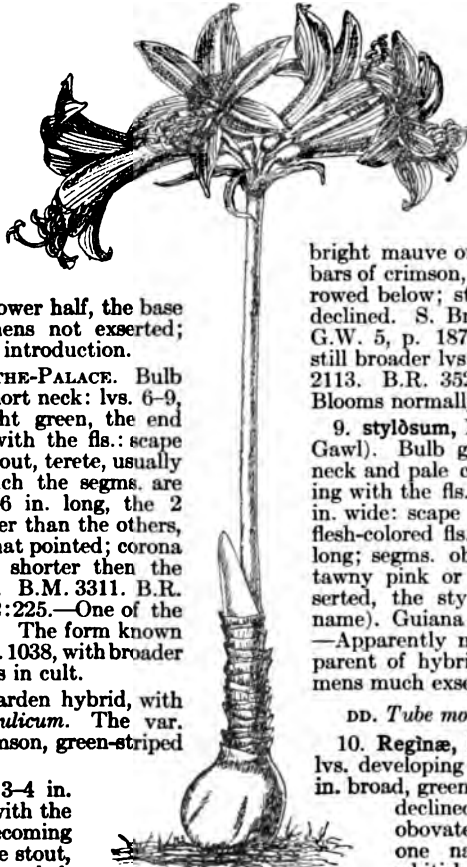 ower half, the base
ens not exserted;
introduction.
THE-PALACE. Bulb
ort neck: lvs. 6-9,
ht green, the end
with the fls.: scape
out, terete, usually
ch the segms. are
6 in. long, the 2
er than the others,
hat pointed; corona
shorter then the
B.M. 3311. B.R.
:225.—One of the
The form known
. 1038, with broader
s in cult.
arden hybrid, with
ulicum. The var.
mson, green-striped
3-4 in.
with the
ecoming
e stout,
bright mauve or
bars of crimson,
rowed below; st
declined. S. Br
G.W. 5, p. 187
still broader lvs
2113. B.R. 352
Blooms normall
9. stylòsum,
Gawl). Bulb g
neck and pale c
ing with the fls.
in. wide: scape
flesh-colored fls.
long; segms. ob
tawny pink or
serted, the sty
name). Guiana
—Apparently n
parent of hybrid
mens much exse
DD. Tube mo
10. Regìnæ,
lvs. developing
in. broad, green
declined
obovate
one na